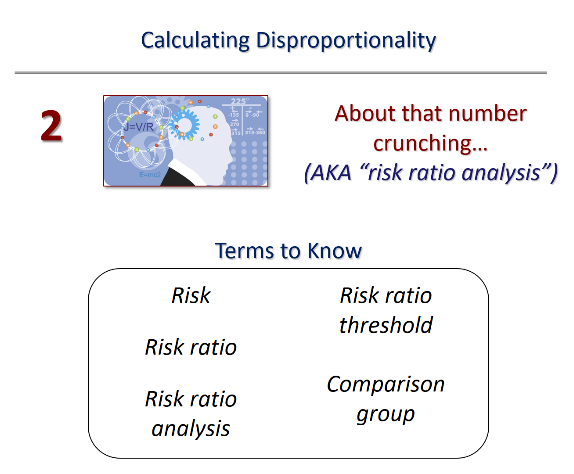 Calculating Disproportionality
2
J=V/R
225
About that number
crunching…
(AKA “risk ratio analysis”)
Terms to Know
Risk
Risk ratio
Risk ratio
analysis
Risk ratio
threshold
Comparison
group